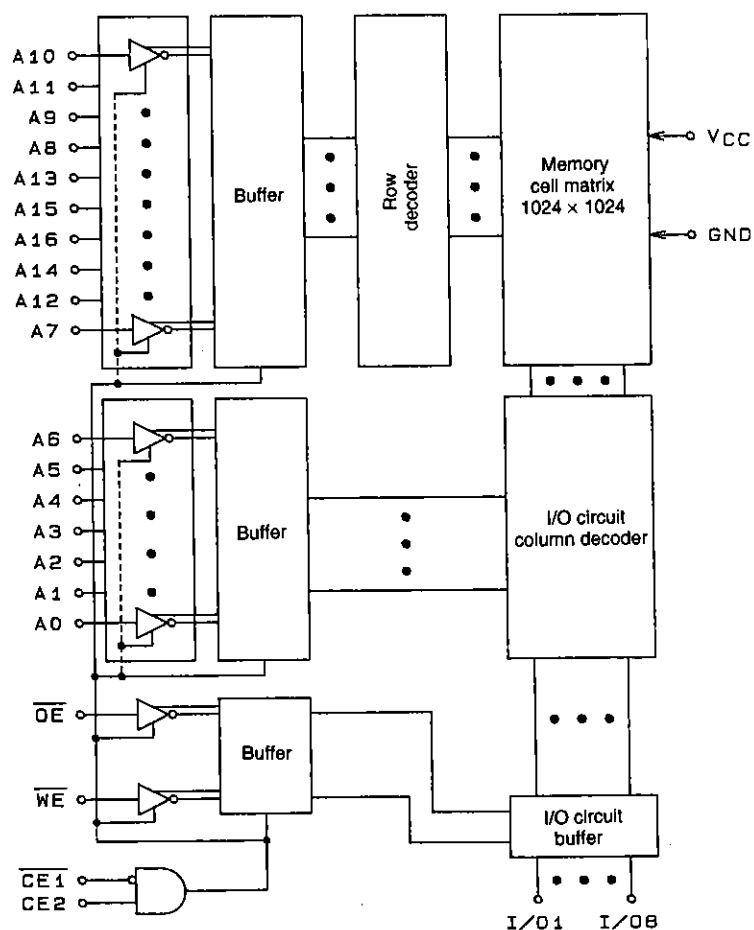 A10
A11
A9
A8
A13
A15
A16
A14
A12
A7
Buffer
Row
decoder
Memory
cell matrix
1024 × 1024
VCC
GND
A6
A5
A4
A3
A2
A1
A0
Buffer
I/O circuit
column decoder
OE
WE
Buffer
I/O circuit
buffer
CE1
CE2
I/O1 I/O8